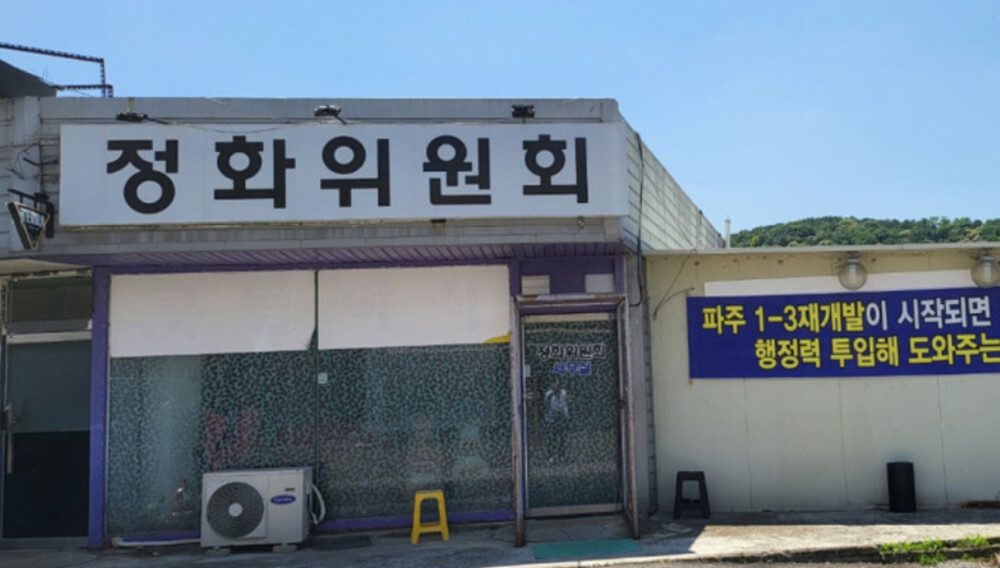 정화위원회
정화위원회
사무실
파주 1-3재개발이 시작되면
행정력 투입해 도와주는
Carrier